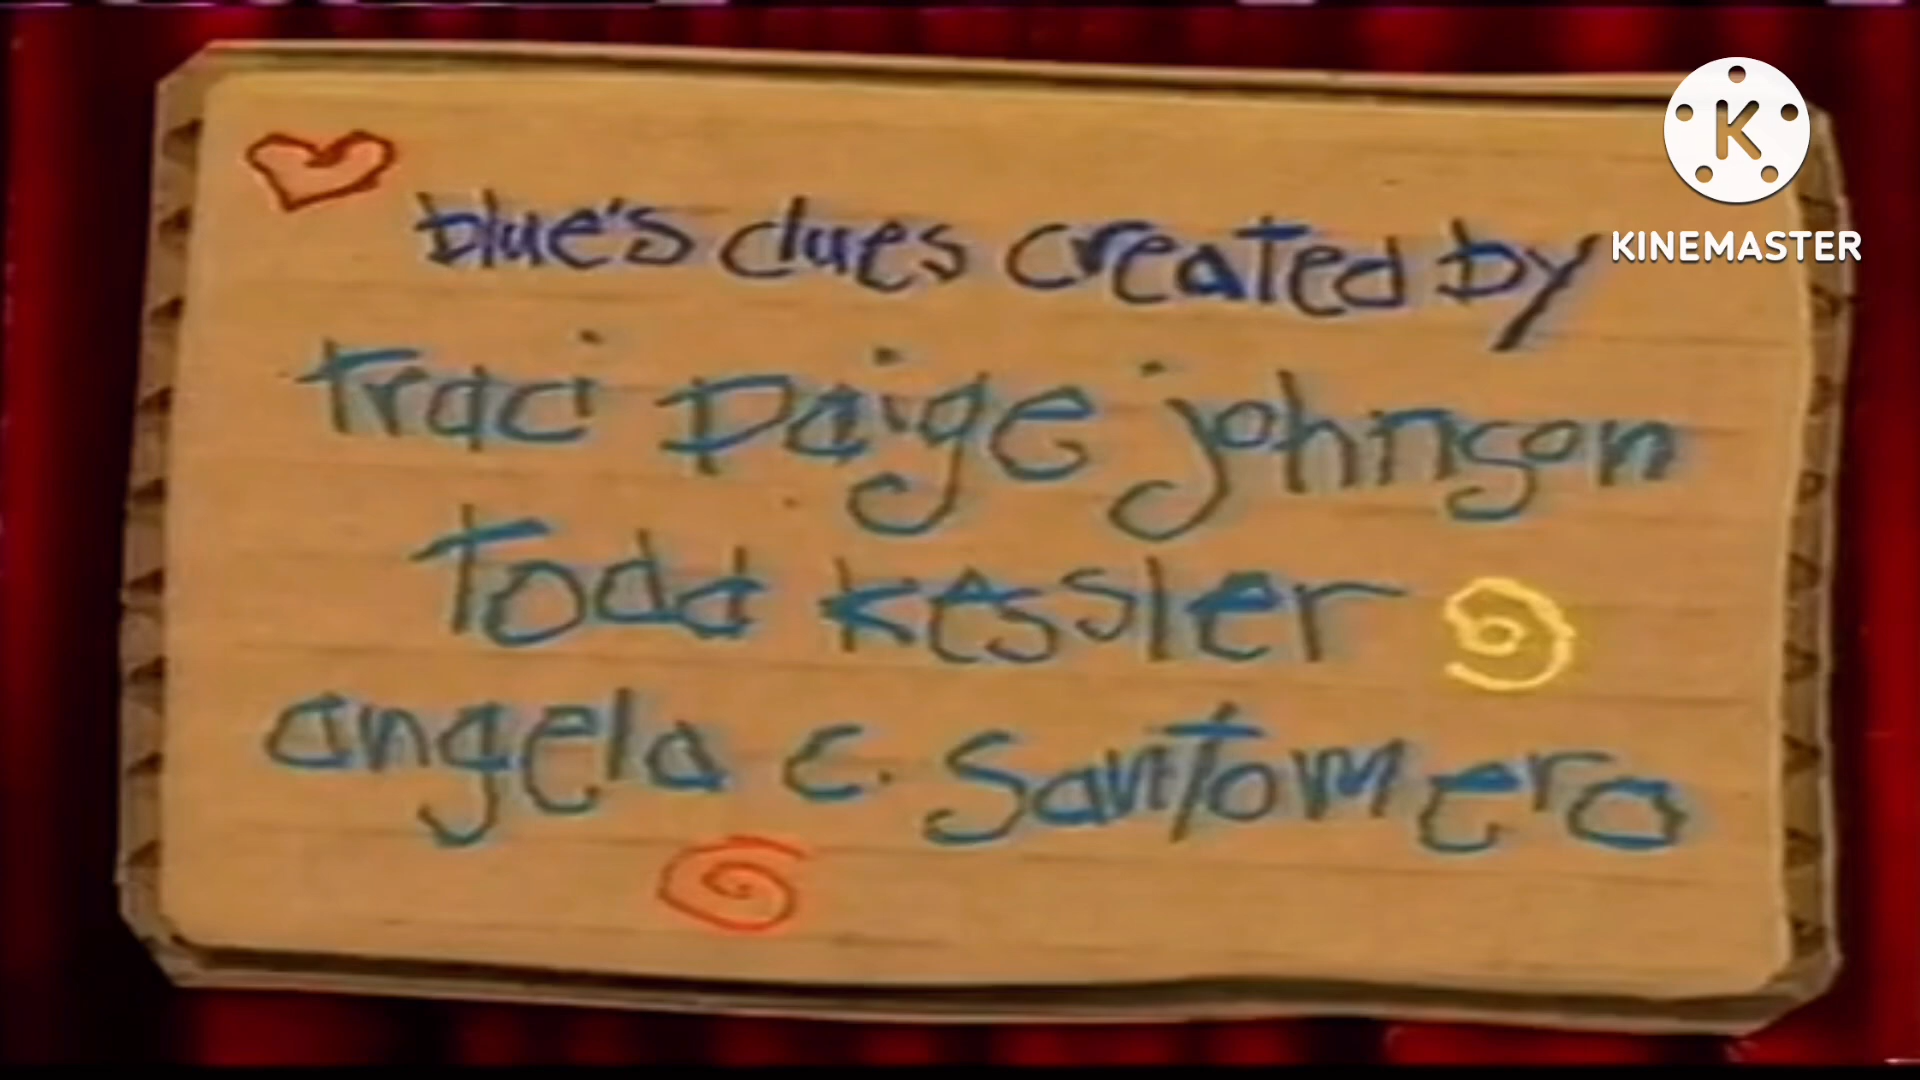 K
KINEMASTER
blue's clues created by
traci paige johnson
todd kessler
angela c. santomero